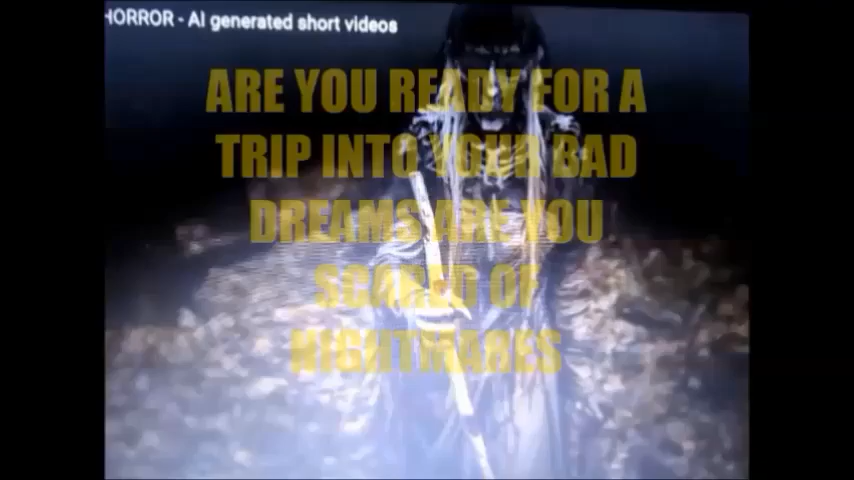 HORROR - AI generated short videos
ARE YOU READY FOR A
TRIP INTO YOUR BAD
DREAMS ARE YOU
SCARED OF
NIGHTMARES